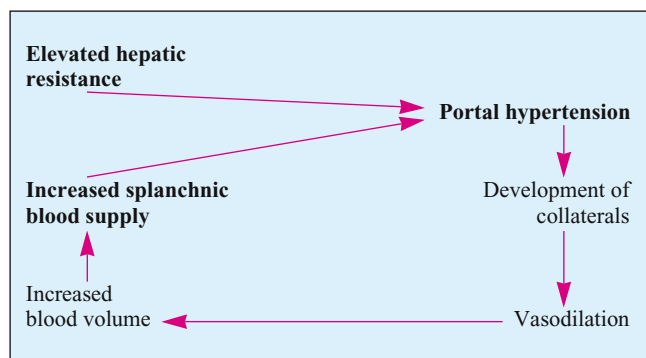 Elevated hepatic
resistance
Portal hypertension
Increased splanchnic
blood supply
Development of
collaterals
Increased
blood volume
Vasodilation